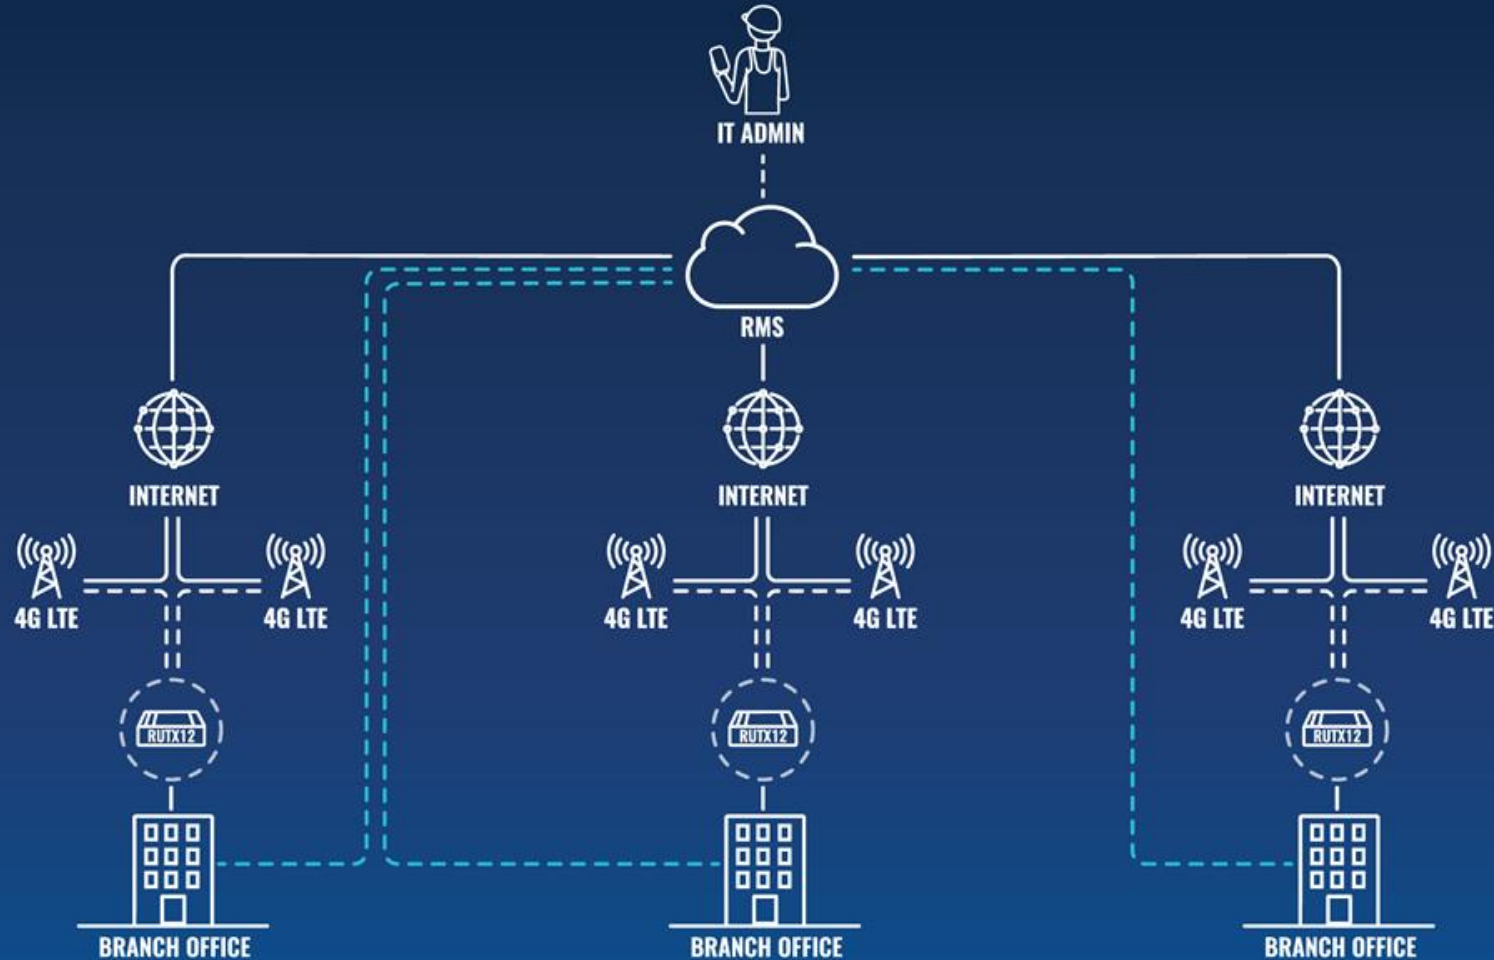 IT ADMIN
RMS
INTERNET
INTERNET
INTERNET
4G LTE
4G LTE
4G LTE
4G LTE
4G LTE
4G LTE
RUTX12
RUTX12
RUTX12
BRANCH OFFICE
BRANCH OFFICE
BRANCH OFFICE